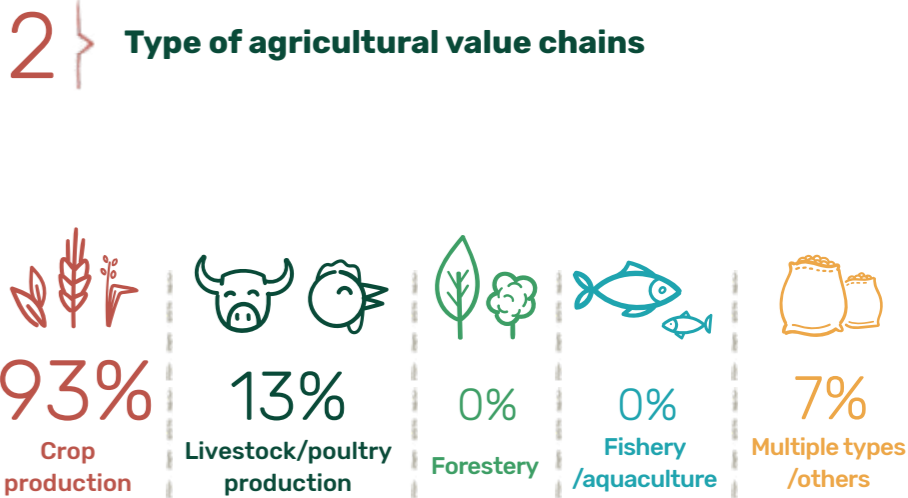 2
Type of agricultural value chains
93%
Crop
production
13%
Livestock/poultry
production
0%
Forestery
0%
Fishery
/aquaculture
7%
Multiple types
/others